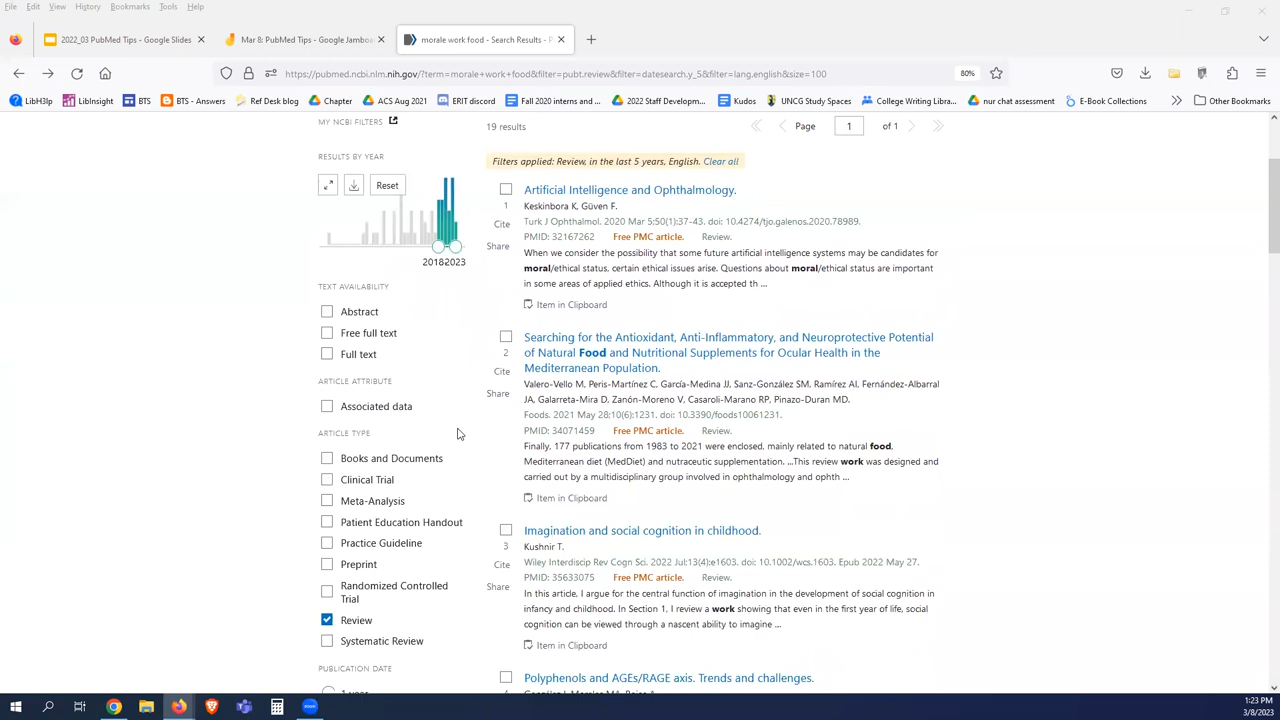 File Edit View History Bookmarks Tools Help
2022_03 PubMed Tips - Google Slides
Mar 8: PubMed Tips - Google Jamboa
morale work food - Search Results - P
https://pubmed.ncbi.nlm.nih.gov/?term=morale+work+food&filter=pubt.review&filter=datesearch.y_5&filter=lang.english&size=100
80%
LibH3lp LibInsight BTS BTS - Answers Ref Desk blog Chapter ACS Aug 2021 ERIT discord Fall 2020 interns and ... 2022 Staff Developm... Kudos UNCG Study Spaces College Writing Libra... nur chat assessment E-Book Collections Other Bookmarks
MY NCBI FILTERS
19 results
Page 1 of 1
RESULTS BY YEAR
Reset
20182023
TEXT AVAILABILITY
Abstract
Free full text
Full text
ARTICLE ATTRIBUTE
Associated data
ARTICLE TYPE
Books and Documents
Clinical Trial
Meta-Analysis
Patient Education Handout
Practice Guideline
Preprint
Randomized Controlled
Trial
Review
Systematic Review
PUBLICATION DATE
1 year
Filters applied: Review, in the last 5 years, English. Clear all
Artificial Intelligence and Ophthalmology.
1
Keskinbora K, Güven F.
Cite
Turk J Ophthalmol. 2020 Mar 5;50(1):37-43. doi: 10.4274/tjo.galenos.2020.78989.
PMID: 32167262 Free PMC article. Review.
Share
When we consider the possibility that some future artificial intelligence systems may be candidates for
moral/ethical status, certain ethical issues arise. Questions about moral/ethical status are important
in some areas of applied ethics. Although it is accepted th ...
Item in Clipboard
Searching for the Antioxidant, Anti-Inflammatory, and Neuroprotective Potential
2
of Natural Food and Nutritional Supplements for Ocular Health in the
Cite
Mediterranean Population.
Valero-Vello M, Peris-Martínez C, García-Medina JJ, Sanz-González SM, Ramírez AI, Fernández-Albarral
Share
JA, Galarreta-Mira D, Zanón-Moreno V, Casaroli-Marano RP, Pinazo-Duran MD.
Foods. 2021 May 28;10(6):1231. doi: 10.3390/foods10061231.
PMID: 34071459 Free PMC article. Review.
Finally, 177 publications from 1983 to 2021 were enclosed, mainly related to natural food,
Mediterranean diet (MedDiet) and nutraceutic supplementation. ...This review work was designed and
carried out by a multidisciplinary group involved in ophthalmology and ophth ...
Item in Clipboard
Imagination and social cognition in childhood.
3
Kushnir T.
Cite
Wiley Interdiscip Rev Cogn Sci. 2022 Jul;13(4):e1603. doi: 10.1002/wcs.1603. Epub 2022 May 27.
PMID: 35633075 Free PMC article. Review.
Share
In this article, I argue for the central function of imagination in the development of social cognition in
infancy and childhood. In Section 1, I review a work showing that even in the first year of life, social
cognition can be viewed through a nascent ability to imagine ...
Item in Clipboard
Polyphenols and AGEs/RAGE axis. Trends and challenges.
1:23 PM
3/8/2023